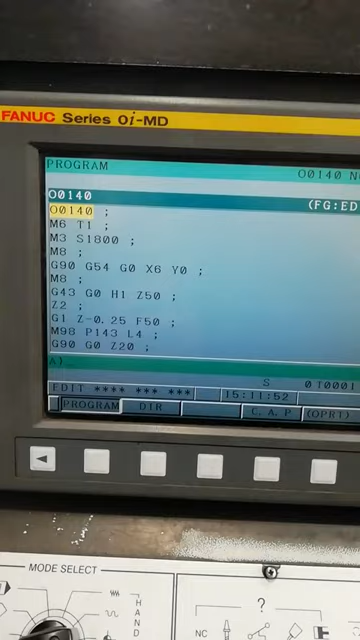 FANUC Series 0i-MD
PROGRAM O0140 N
O0140 (FG:ED
O0140 ;
M6 T1 ;
M3 S1800 ;
M8 ;
G90 G54 G0 X6 Y0 ;
M8 ;
G43 G0 H1 Z50 ;
Z2 ;
G1 Z-0.25 F50 ;
M98 P143 L4 ;
G90 G0 Z20 ;
A)_
S 0 T0001
EDIT **** *** *** 15:11:52
PROGRAM DIR C.A.P (OPRT)
MODE SELECT
HAND
?
NC